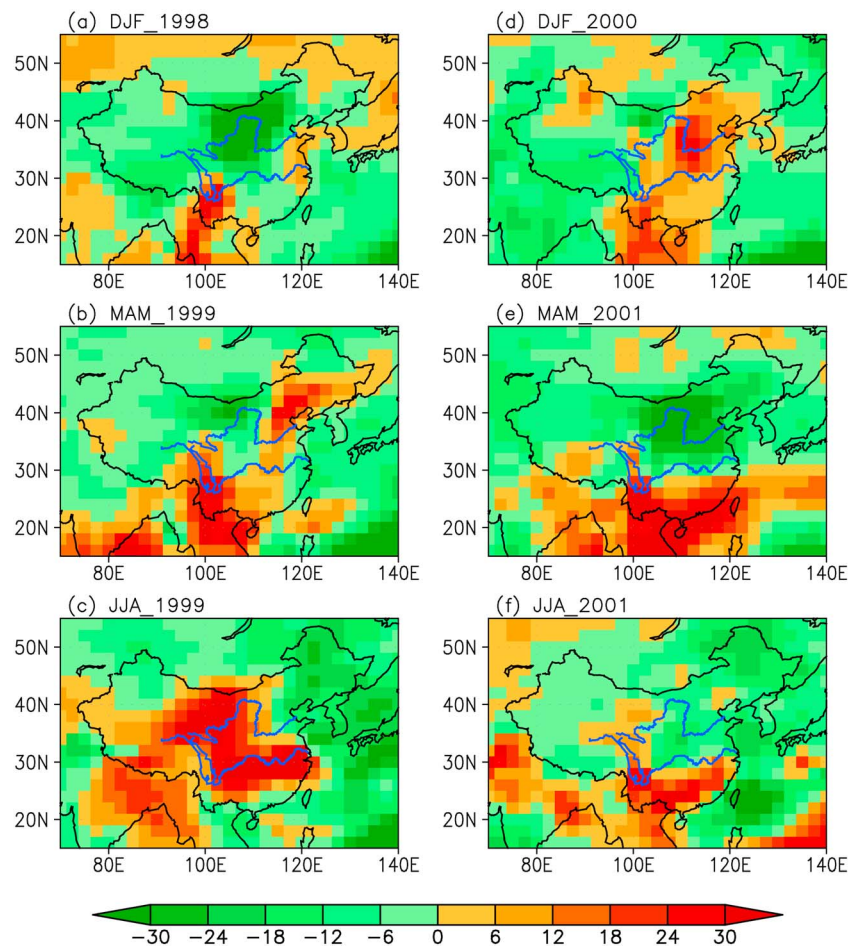 (a) DJF_1998
50N
40N
30N
20N
80E 100E 120E 140E
(b) MAM_1999
50N
40N
30N
20N
80E 100E 120E 140E
(c) JJA_1999
50N
40N
30N
20N
80E 100E 120E 140E
(d) DJF_2000
50N
40N
30N
20N
80E 100E 120E 140E
(e) MAM_2001
50N
40N
30N
20N
80E 100E 120E 140E
(f) JJA_2001
50N
40N
30N
20N
80E 100E 120E 140E
−30 −24 −18 −12 −6 0 6 12 18 24 30